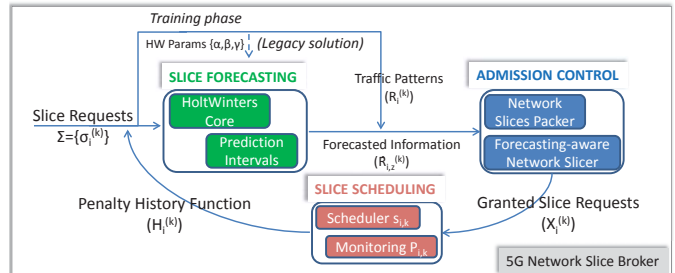 Training phase
HW Params {α,β,γ} (Legacy solution)
SLICE FORECASTING
Traffic Patterns
(Rᵢ⁽ᵏ⁾)
ADMISSION CONTROL
Slice Requests
Σ={σᵢ⁽ᵏ⁾}
HoltWinters
Core
Prediction
Intervals
Forecasted Information
(R̂ᵢ,z⁽ᵏ⁾)
Network
Slices Packer
Forecasting-aware
Network Slicer
SLICE SCHEDULING
Penalty History Function
(Hᵢ⁽ᵏ⁾)
Scheduler sᵢ,ₖ
Monitoring Pᵢ,ₖ
Granted Slice Requests
(Xᵢ⁽ᵏ⁾)
5G Network Slice Broker